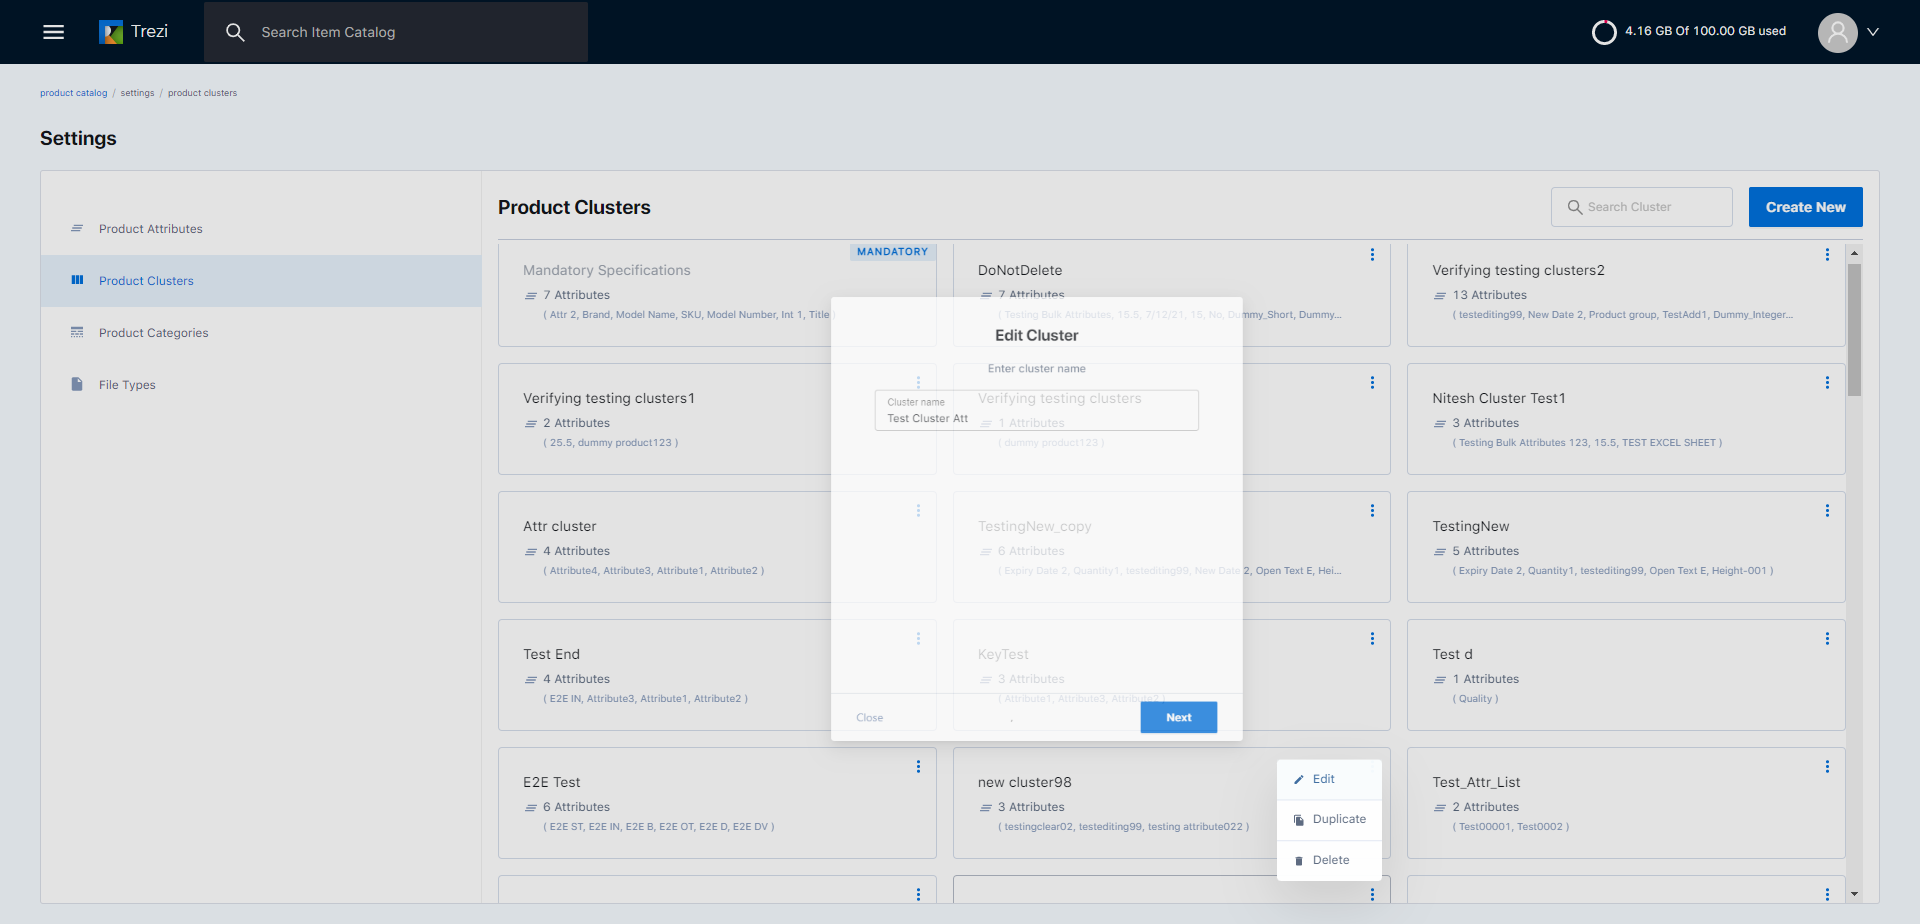 Trezi
Search Item Catalog
4.16 GB Of 100.00 GB used
product catalog / settings / product clusters
Settings
Product Attributes
Product Clusters
Product Categories
File Types
Product Clusters
Search Cluster
Create New
MANDATORY
Mandatory Specifications
7 Attributes
( Attr 2, Brand, Model Name, SKU, Model Number, Int 1, Title )
DoNotDelete
7 Attributes
( Testing Bulk Attributes, 15.5, 7/12/21, 15, No, Dummy_Short, Dummy...
Verifying testing clusters2
13 Attributes
( testediting99, New Date 2, Product group, TestAdd1, Dummy_Integer...
Verifying testing clusters1
2 Attributes
( 25.5, dummy product123 )
Verifying testing clusters
1 Attributes
( dummy product123 )
Nitesh Cluster Test1
3 Attributes
( Testing Bulk Attributes 123, 15.5, TEST EXCEL SHEET )
Attr cluster
4 Attributes
( Attribute4, Attribute3, Attribute1, Attribute2 )
TestingNew_copy
6 Attributes
( Expiry Date 2, Quantity1, testediting99, New Date 2, Open Text E, Hei...
TestingNew
5 Attributes
( Expiry Date 2, Quantity1, testediting99, Open Text E, Height-001 )
Test End
4 Attributes
( E2E IN, Attribute3, Attribute1, Attribute2 )
KeyTest
3 Attributes
( Attribute1, Attribute3, Attribute2 )
Test d
1 Attributes
( Quality )
E2E Test
6 Attributes
( E2E ST, E2E IN, E2E B, E2E OT, E2E D, E2E DV )
new cluster98
3 Attributes
( testingclear02, testediting99, testing attribute022 )
Test_Attr_List
2 Attributes
( Test00001, Test0002 )
Edit Cluster
Enter cluster name
Cluster name
Test Cluster Att
Close
Next
Edit
Duplicate
Delete